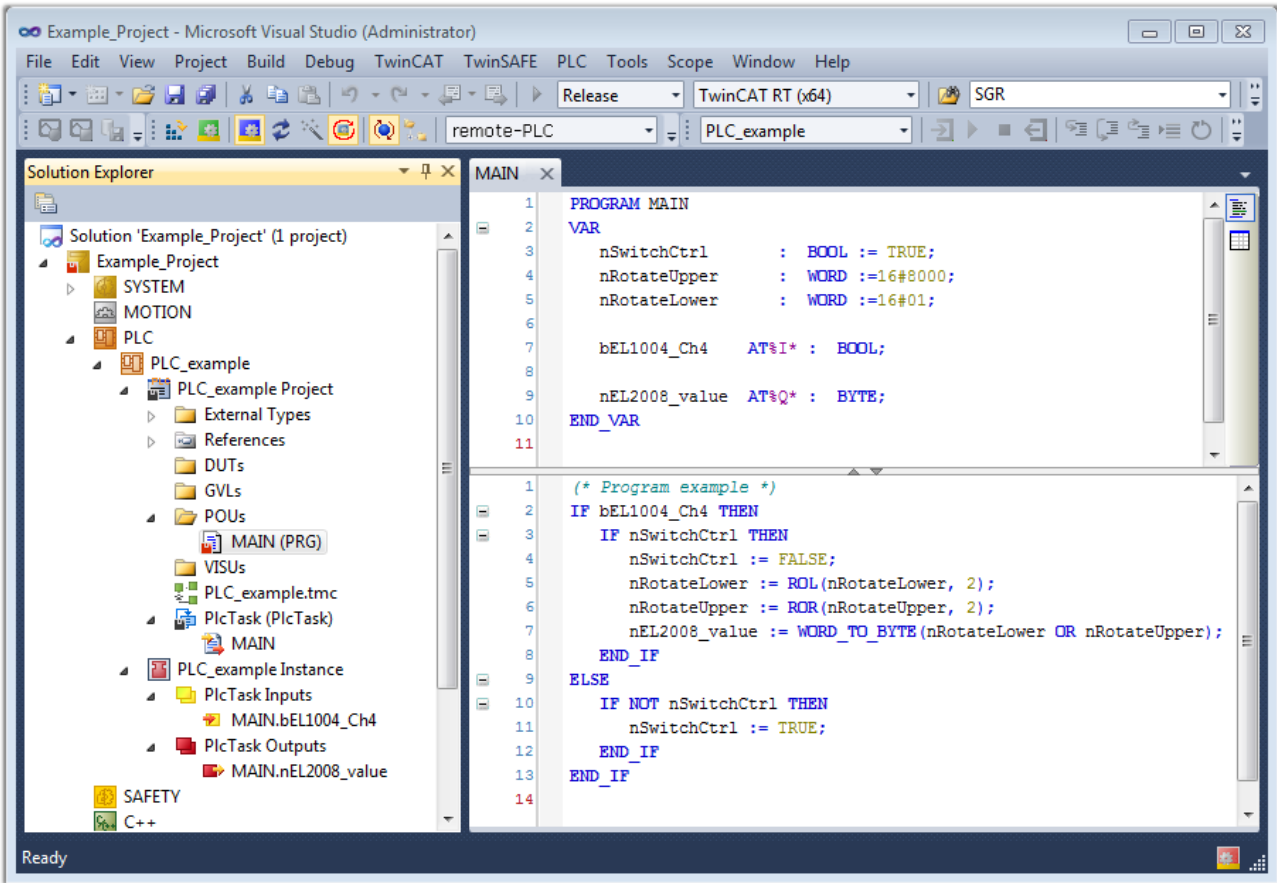 Example_Project - Microsoft Visual Studio (Administrator)
File Edit View Project Build Debug TwinCAT TwinSAFE PLC Tools Scope Window Help
Release TwinCAT RT (x64) SGR
remote-PLC PLC_example
Solution Explorer
Solution 'Example_Project' (1 project)
Example_Project
SYSTEM
MOTION
PLC
PLC_example
PLC_example Project
External Types
References
DUTs
GVLs
POUs
MAIN (PRG)
VISUs
PLC_example.tmc
PlcTask (PlcTask)
MAIN
PLC_example Instance
PlcTask Inputs
MAIN.bEL1004_Ch4
PlcTask Outputs
MAIN.nEL2008_value
SAFETY
C++
MAIN
1 PROGRAM MAIN
2 VAR
3 nSwitchCtrl : BOOL := TRUE;
4 nRotateUpper : WORD :=16#8000;
5 nRotateLower : WORD :=16#01;
6
7 bEL1004_Ch4 AT%I* : BOOL;
8
9 nEL2008_value AT%Q* : BYTE;
10 END_VAR
11
1 (* Program example *)
2 IF bEL1004_Ch4 THEN
3 IF nSwitchCtrl THEN
4 nSwitchCtrl := FALSE;
5 nRotateLower := ROL(nRotateLower, 2);
6 nRotateUpper := ROR(nRotateUpper, 2);
7 nEL2008_value := WORD_TO_BYTE(nRotateLower OR nRotateUpper);
8 END_IF
9 ELSE
10 IF NOT nSwitchCtrl THEN
11 nSwitchCtrl := TRUE;
12 END_IF
13 END_IF
14
Ready